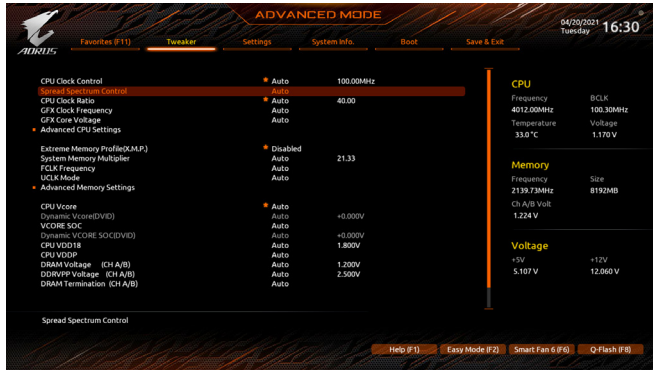 ADVANCED MODE
04/20/2021 Tuesday 16:30
AORUS
Favorites (F11) Tweaker Settings System Info. Boot Save & Exit
CPU Clock Control Auto 100.00MHz
Spread Spectrum Control Auto
CPU Clock Ratio Auto 40.00
GFX Clock Frequency Auto
GFX Core Voltage Auto
Advanced CPU Settings
Extreme Memory Profile(X.M.P.) Disabled
System Memory Multiplier Auto 21.33
FCLK Frequency Auto
UCLK Mode Auto
Advanced Memory Settings
CPU Vcore Auto
Dynamic Vcore(DVID) Auto +0.000V
VCORE SOC Auto
Dynamic VCORE SOC(DVID) Auto +0.000V
CPU VDD18 Auto 1.800V
CPU VDDP Auto
DRAM Voltage (CH A/B) Auto 1.200V
DDRVPP Voltage (CH A/B) Auto 2.500V
DRAM Termination (CH A/B) Auto
CPU
Frequency BCLK
4012.00MHz 100.30MHz
Temperature Voltage
33.0 °C 1.170 V
Memory
Frequency Size
2139.73MHz 8192MB
Ch A/B Volt
1.224 V
Voltage
+5V +12V
5.107 V 12.060 V
Spread Spectrum Control
Help (F1) Easy Mode (F2) Smart Fan 6 (F6) Q-Flash (F8)